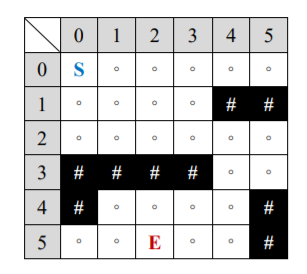 0 1 2 3 4 5
0 S ◦ ◦ ◦ ◦ ◦
1 ◦ ◦ ◦ ◦ # #
2 ◦ ◦ ◦ ◦ ◦ ◦
3 # # # # ◦ ◦
4 # ◦ ◦ ◦ ◦ #
5 ◦ ◦ E ◦ ◦ #